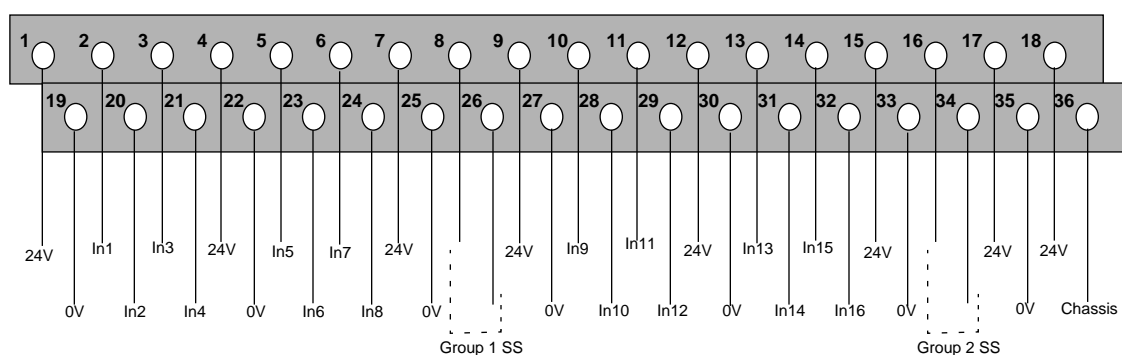 1 2 3 4 5 6 7 8 9 10 11 12 13 14 15 16 17 18
19 20 21 22 23 24 25 26 27 28 29 30 31 32 33 34 35 36
24V In1 In3 24V In5 In7 24V 24V In9 In11 24V In13 In15 24V 24V 24V
0V In2 In4 0V In6 In8 0V 0V In10 In12 0V In14 In16 0V 0V Chassis
Group 1 SS Group 2 SS